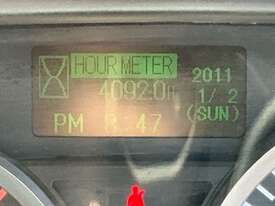 HOUR METER
4092.0H
2011
1/ 2
(SUN)
PM
:47